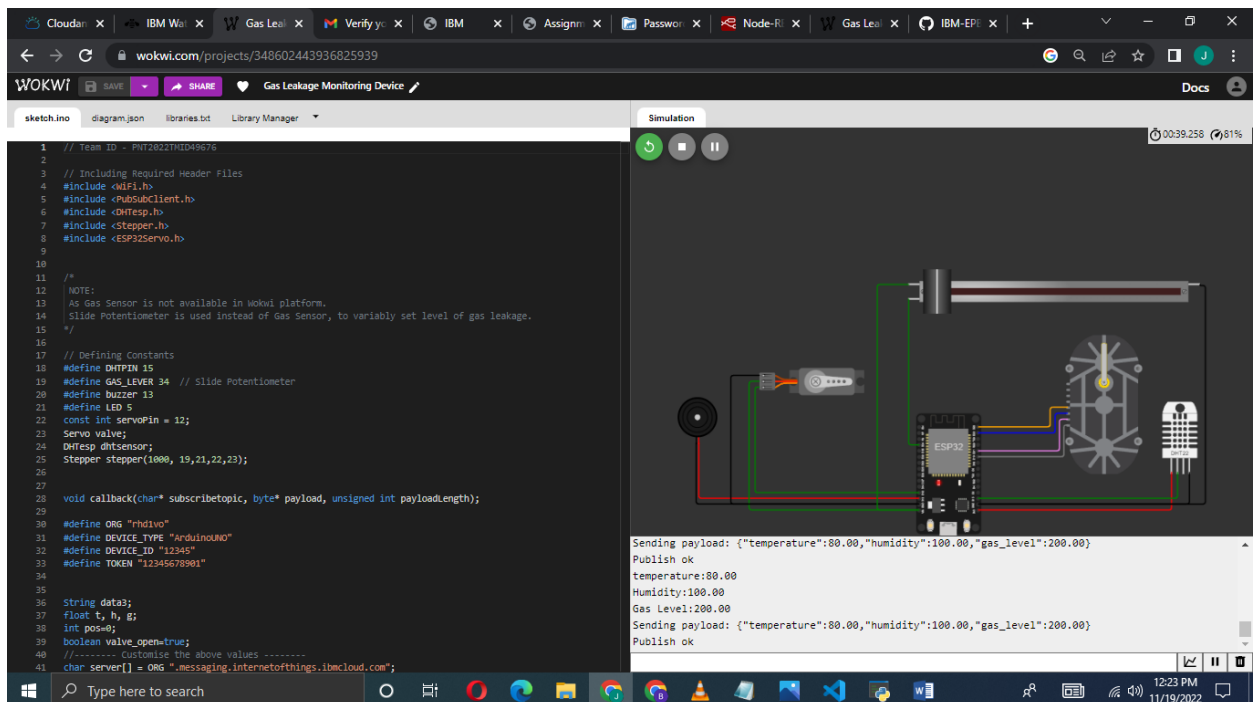 Cloudan
IBM Wat
Gas Leal
Verify yo
IBM
Assignm
Passwor
Node-RI
Gas Leal
IBM-EPI
wokwi.com/projects/348602443936825939
J
WOKWI
SAVE
SHARE
Gas Leakage Monitoring Device
Docs
sketch.ino diagram.json libraries.txt Library Manager
1 // Team ID - PNT2022TMID49676
2
3 // Including Required Header Files
4 #include <WiFi.h>
5 #include <PubSubClient.h>
6 #include <DHTesp.h>
7 #include <Stepper.h>
8 #include <ESP32Servo.h>
9
10
11 /*
12 NOTE:
13 As Gas Sensor is not available in Wokwi platform.
14 Slide Potentiometer is used instead of Gas Sensor, to variably set level of gas leakage.
15 */
16
17 // Defining Constants
18 #define DHTPIN 15
19 #define GAS_LEVER 34 // Slide Potentiometer
20 #define buzzer 13
21 #define LED 5
22 const int servoPin = 12;
23 Servo valve;
24 DHTesp dhtsensor;
25 Stepper stepper(1000, 19,21,22,23);
26
27
28 void callback(char* subscribetopic, byte* payload, unsigned int payloadLength);
29
30 #define ORG "rhd1vo"
31 #define DEVICE_TYPE "ArduinoUNO"
32 #define DEVICE_ID "12345"
33 #define TOKEN "12345678901"
34
35
36 String data3;
37 float t, h, g;
38 int pos=0;
39 boolean valve_open=true;
40 //-------- Customise the above values --------
41 char server[] = ORG ".messaging.internetofthings.ibmcloud.com";
Simulation
00:39.258 81%
ESP32
DHT22
Sending payload: {"temperature":80.00,"humidity":100.00,"gas_level":200.00}
Publish ok
temperature:80.00
Humidity:100.00
Gas Level:200.00
Sending payload: {"temperature":80.00,"humidity":100.00,"gas_level":200.00}
Publish ok
Type here to search
12:23 PM
11/19/2022